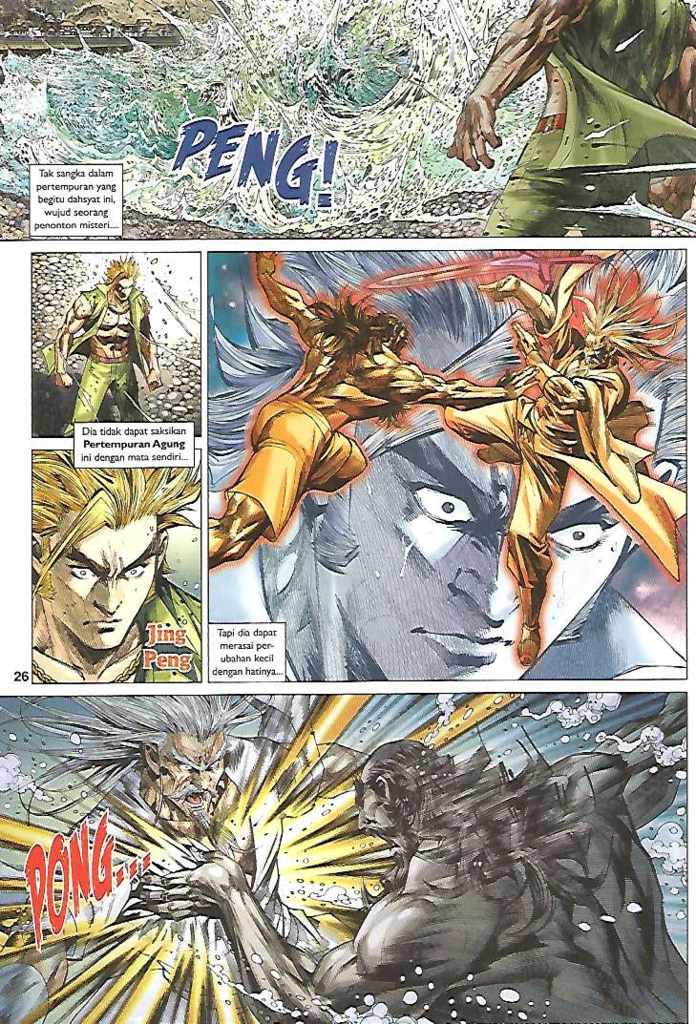 PENG!
Tak sangka dalam
pertempuran yang
begitu dahsyat ini,
wujud seorang
penonton misteri....
Dia tidak dapat saksikan
Pertempuran Agung
ini dengan mata sendiri...
Jing
Peng
Tapi dia dapat
merasai per-
ubahan kecil
dengan hatinya....
26
PONG...